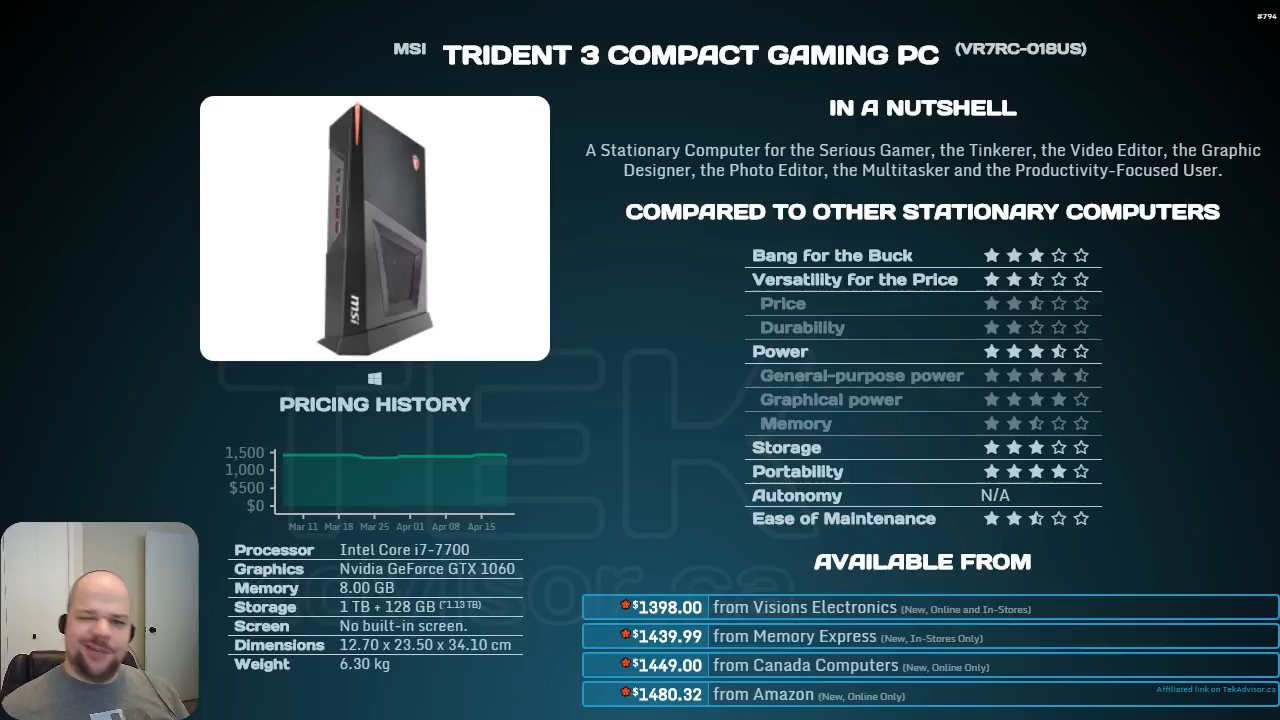 #794
MSI TRIDENT 3 COMPACT GAMING PC (VR7RC-018US)
msi
PRICING HISTORY
1,500
1,000
$500
$0
Mar 11 Mar 18 Mar 25 Apr 01 Apr 08 Apr 15
Processor Intel Core i7-7700
Graphics Nvidia GeForce GTX 1060
Memory 8.00 GB
Storage 1 TB + 128 GB (~1.13 TB)
Screen No built-in screen.
Dimensions 12.70 x 23.50 x 34.10 cm
Weight 6.30 kg
IN A NUTSHELL
A Stationary Computer for the Serious Gamer, the Tinkerer, the Video Editor, the Graphic
Designer, the Photo Editor, the Multitasker and the Productivity-Focused User.
COMPARED TO OTHER STATIONARY COMPUTERS
Bang for the Buck
Versatility for the Price
Price
Durability
Power
General-purpose power
Graphical power
Memory
Storage
Portability
Autonomy N/A
Ease of Maintenance
AVAILABLE FROM
$1398.00 from Visions Electronics (New, Online and In-Stores)
$1439.99 from Memory Express (New, In-Stores Only)
$1449.00 from Canada Computers (New, Online Only)
$1480.32 from Amazon (New, Online Only) Affiliated link on TekAdvisor.ca